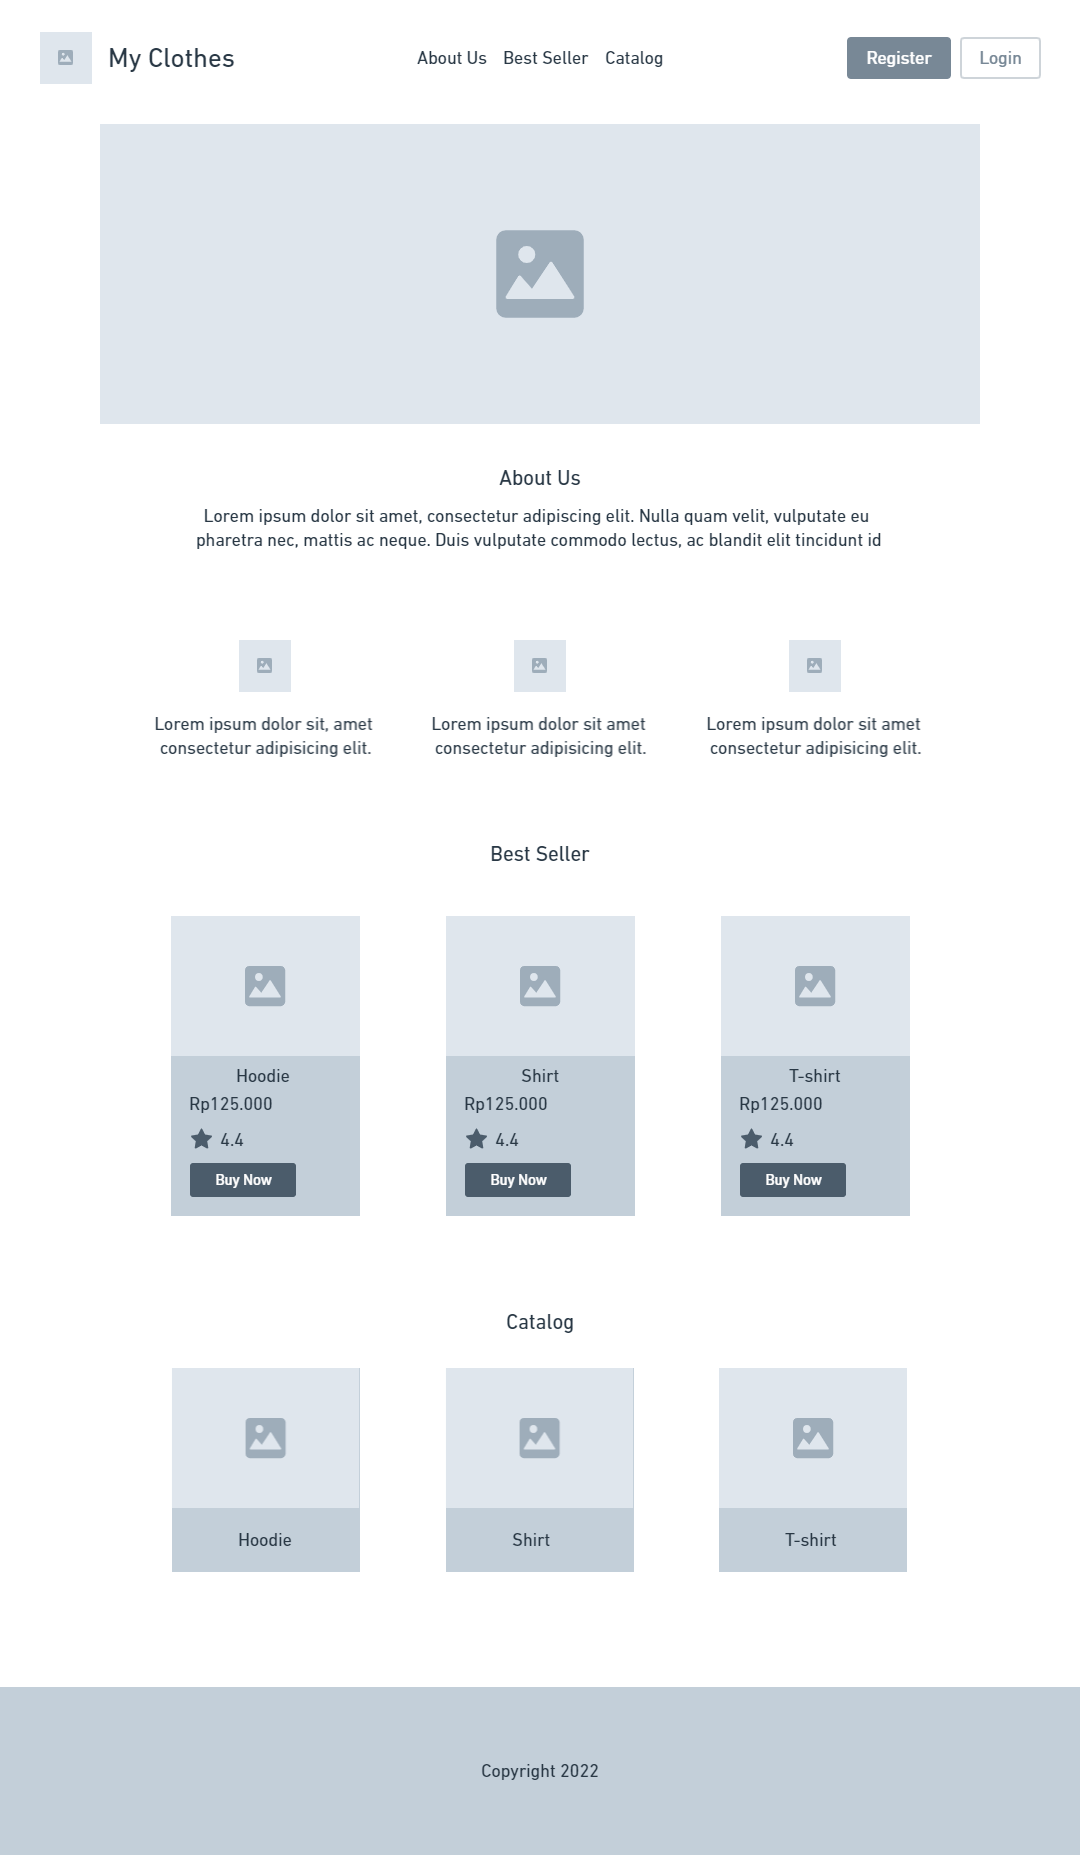 My Clothes
About Us Best Seller Catalog
Register Login
About Us
Lorem ipsum dolor sit amet, consectetur adipiscing elit. Nulla quam velit, vulputate eu
pharetra nec, mattis ac neque. Duis vulputate commodo lectus, ac blandit elit tincidunt id
Lorem ipsum dolor sit, amet
consectetur adipisicing elit.
Lorem ipsum dolor sit amet
consectetur adipisicing elit.
Lorem ipsum dolor sit amet
consectetur adipisicing elit.
Best Seller
Hoodie
Rp125.000
4.4
Buy Now
Shirt
Rp125.000
4.4
Buy Now
T-shirt
Rp125.000
4.4
Buy Now
Catalog
Hoodie
Shirt
T-shirt
Copyright 2022